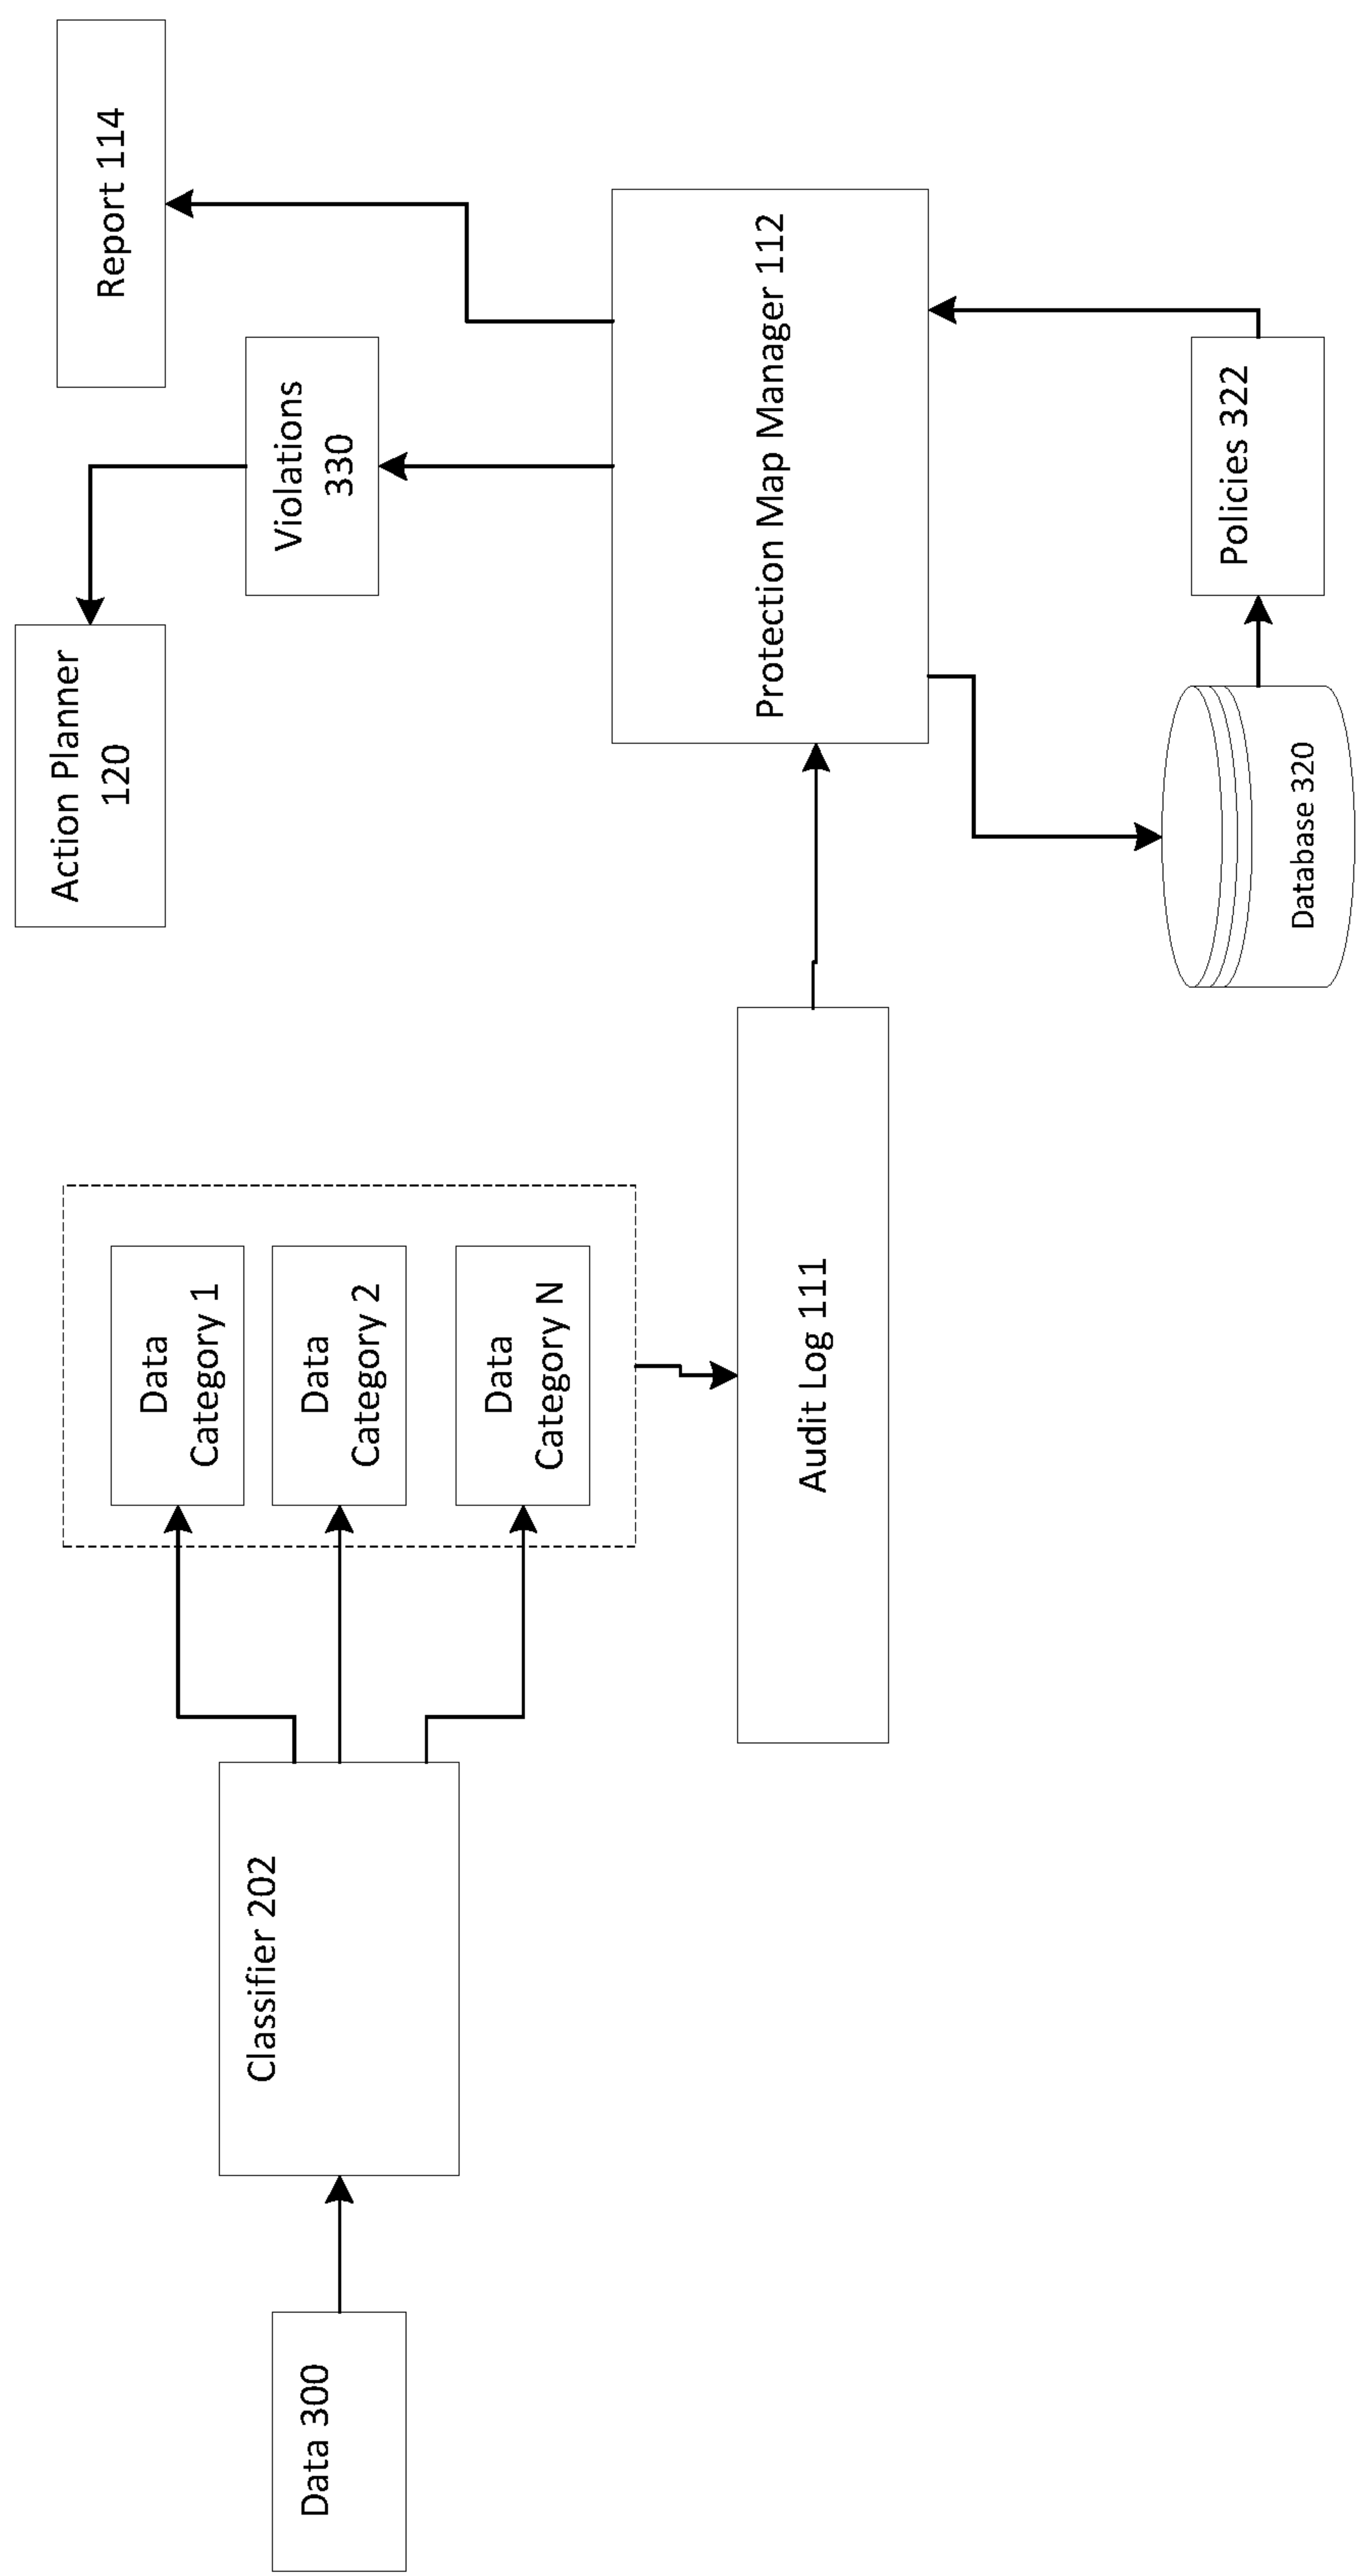 Data 300
Classifier 202
Data
Category 1
Data
Category 2
Data
Category N
Audit Log 111
Action Planner
120
Violations
330
Report 114
Protection Map Manager 112
Database 320
Policies 322